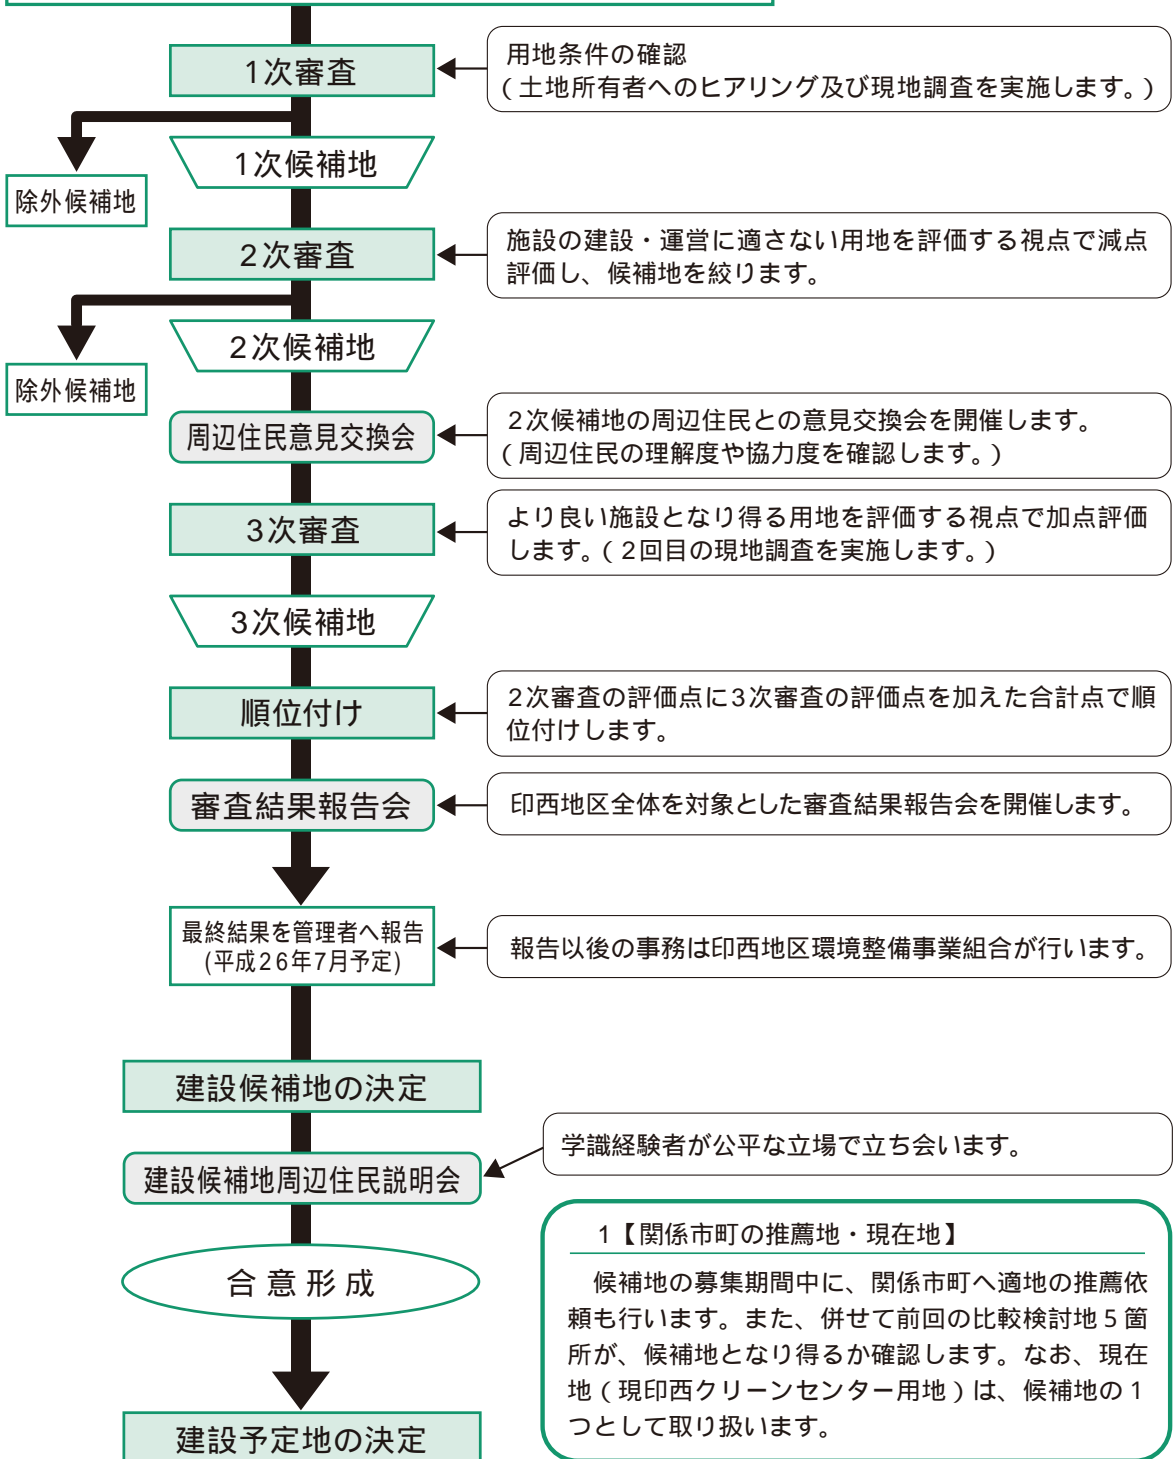 1次審査
用地条件の確認
(土地所有者へのヒアリング及び現地調査を実施します。)
除外候補地
1次候補地
2次審査
施設の建設・運営に適さない用地を評価する視点で減点
評価し、候補地を絞ります。
除外候補地
2次候補地
周辺住民意見交換会
2次候補地の周辺住民との意見交換会を開催します。
(周辺住民の理解度や協力度を確認します。)
3次審査
より良い施設となり得る用地を評価する視点で加点評価
します。(2回目の現地調査を実施します。)
3次候補地
順位付け
2次審査の評価点に3次審査の評価点を加えた合計点で順
位付けします。
審査結果報告会
印西地区全体を対象とした審査結果報告会を開催します。
最終結果を管理者へ報告
(平成26年7月予定)
報告以後の事務は印西地区環境整備事業組合が行います。
建設候補地の決定
建設候補地周辺住民説明会
学識経験者が公平な立場で立ち会います。
合意形成
建設予定地の決定
1【関係市町の推薦地・現在地】
候補地の募集期間中に、関係市町へ適地の推薦依
頼も行います。また、併せて前回の比較検討地5箇
所が、候補地となり得るか確認します。なお、現在
地(現印西クリーンセンター用地)は、候補地の1
つとして取り扱います。